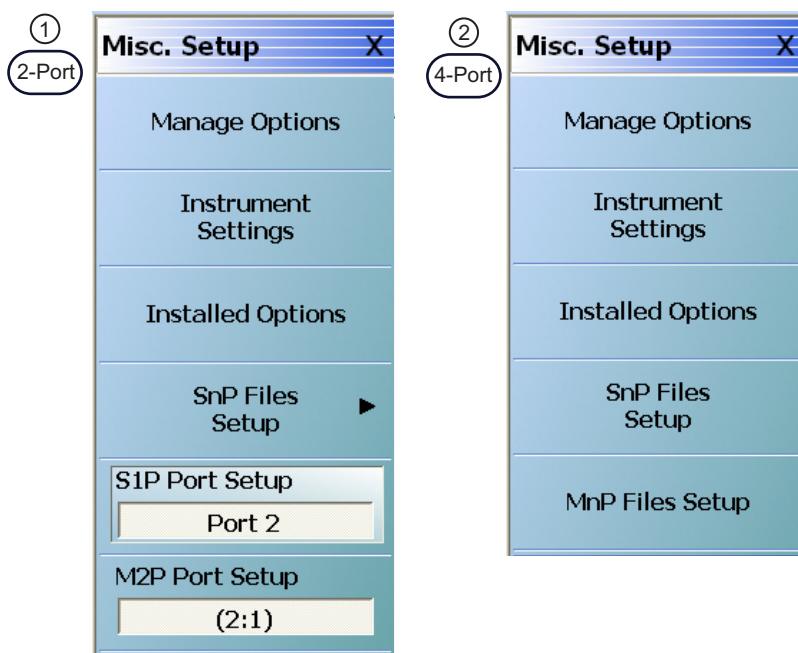 1
2-Port
Misc. Setup X
Manage Options
Instrument
Settings
Installed Options
SnP Files
Setup
S1P Port Setup
Port 2
M2P Port Setup
(2:1)
2
4-Port
Misc. Setup X
Manage Options
Instrument
Settings
Installed Options
SnP Files
Setup
MnP Files Setup